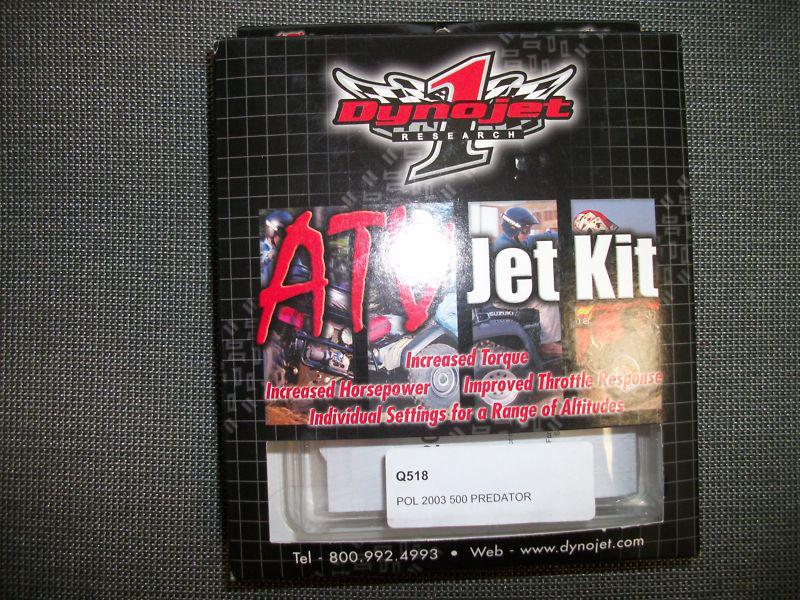 1
Dynojet
RESEARCH
ATV Jet Kit
SUZUKI
Increased Torque
Increased Horsepower Improved Throttle Response
Individual Settings for a Range of Altitudes
Q518
POL 2003 500 PREDATOR
Tel - 800.992.4993 • Web - www.dynojet.com